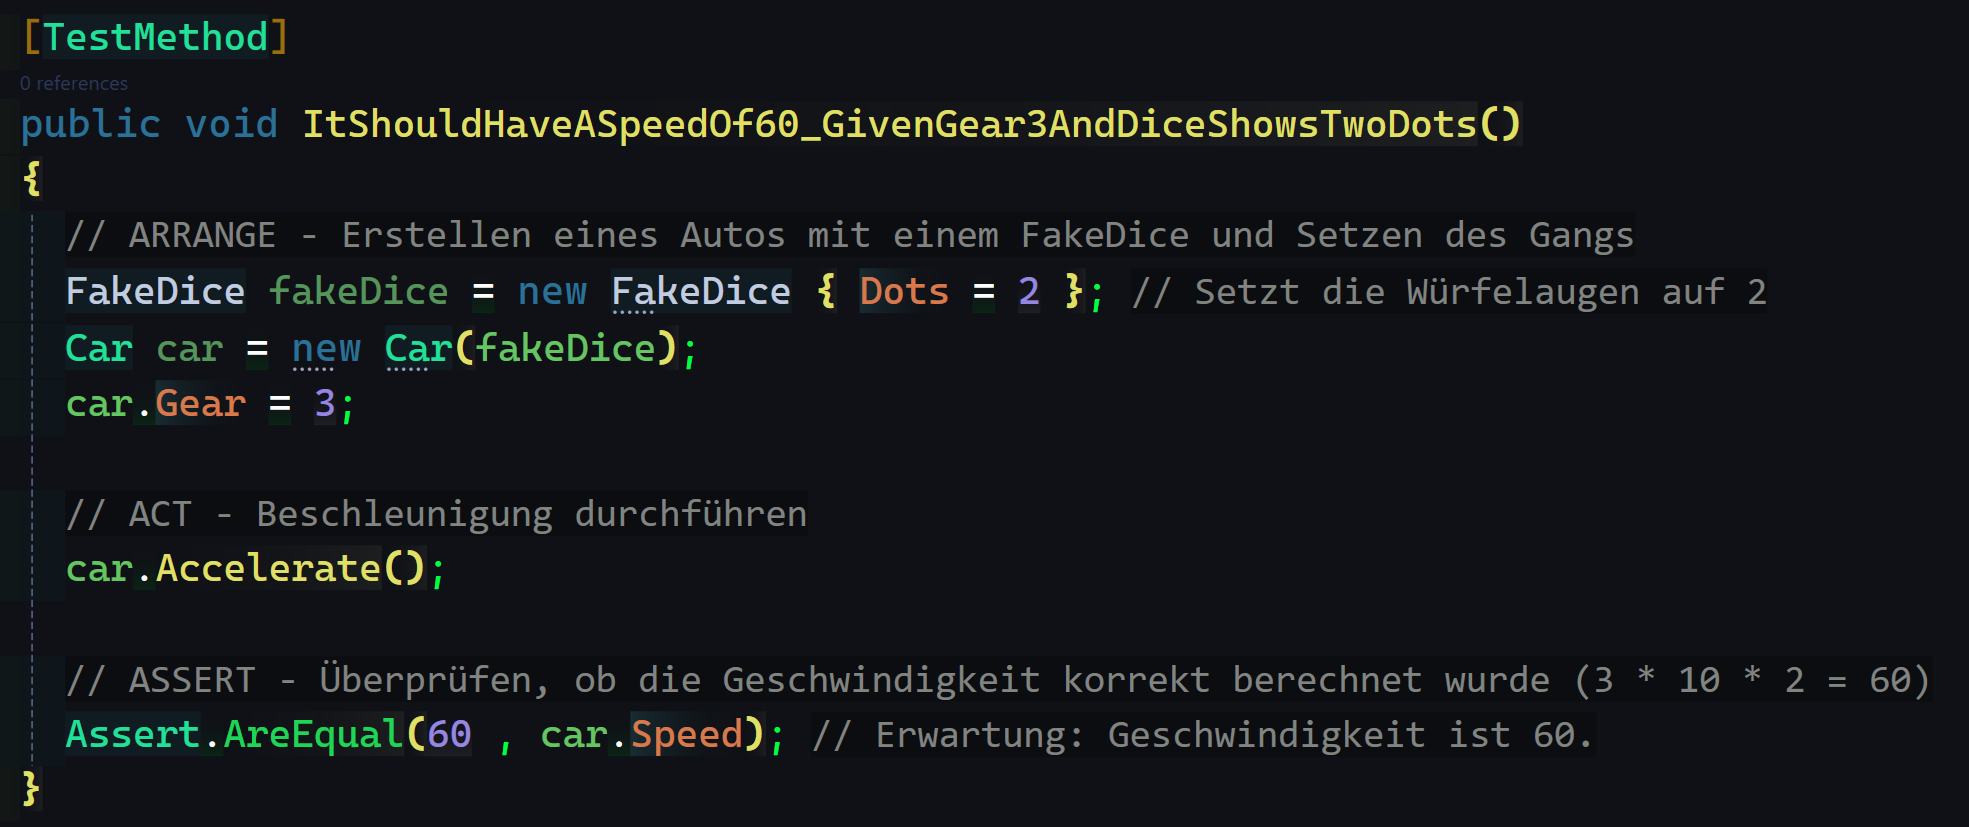 [TestMethod]
0 references
public void ItShouldHaveASpeedOf60_GivenGear3AndDiceShowsTwoDots()
{
// ARRANGE - Erstellen eines Autos mit einem FakeDice und Setzen des Gangs
FakeDice fakeDice = new FakeDice { Dots = 2 }; // Setzt die Würfelaugen auf 2
Car car = new Car(fakeDice);
car.Gear = 3;
// ACT - Beschleunigung durchführen
car.Accelerate();
// ASSERT - Überprüfen, ob die Geschwindigkeit korrekt berechnet wurde (3 * 10 * 2 = 60)
Assert.AreEqual(60 , car.Speed); // Erwartung: Geschwindigkeit ist 60.
}